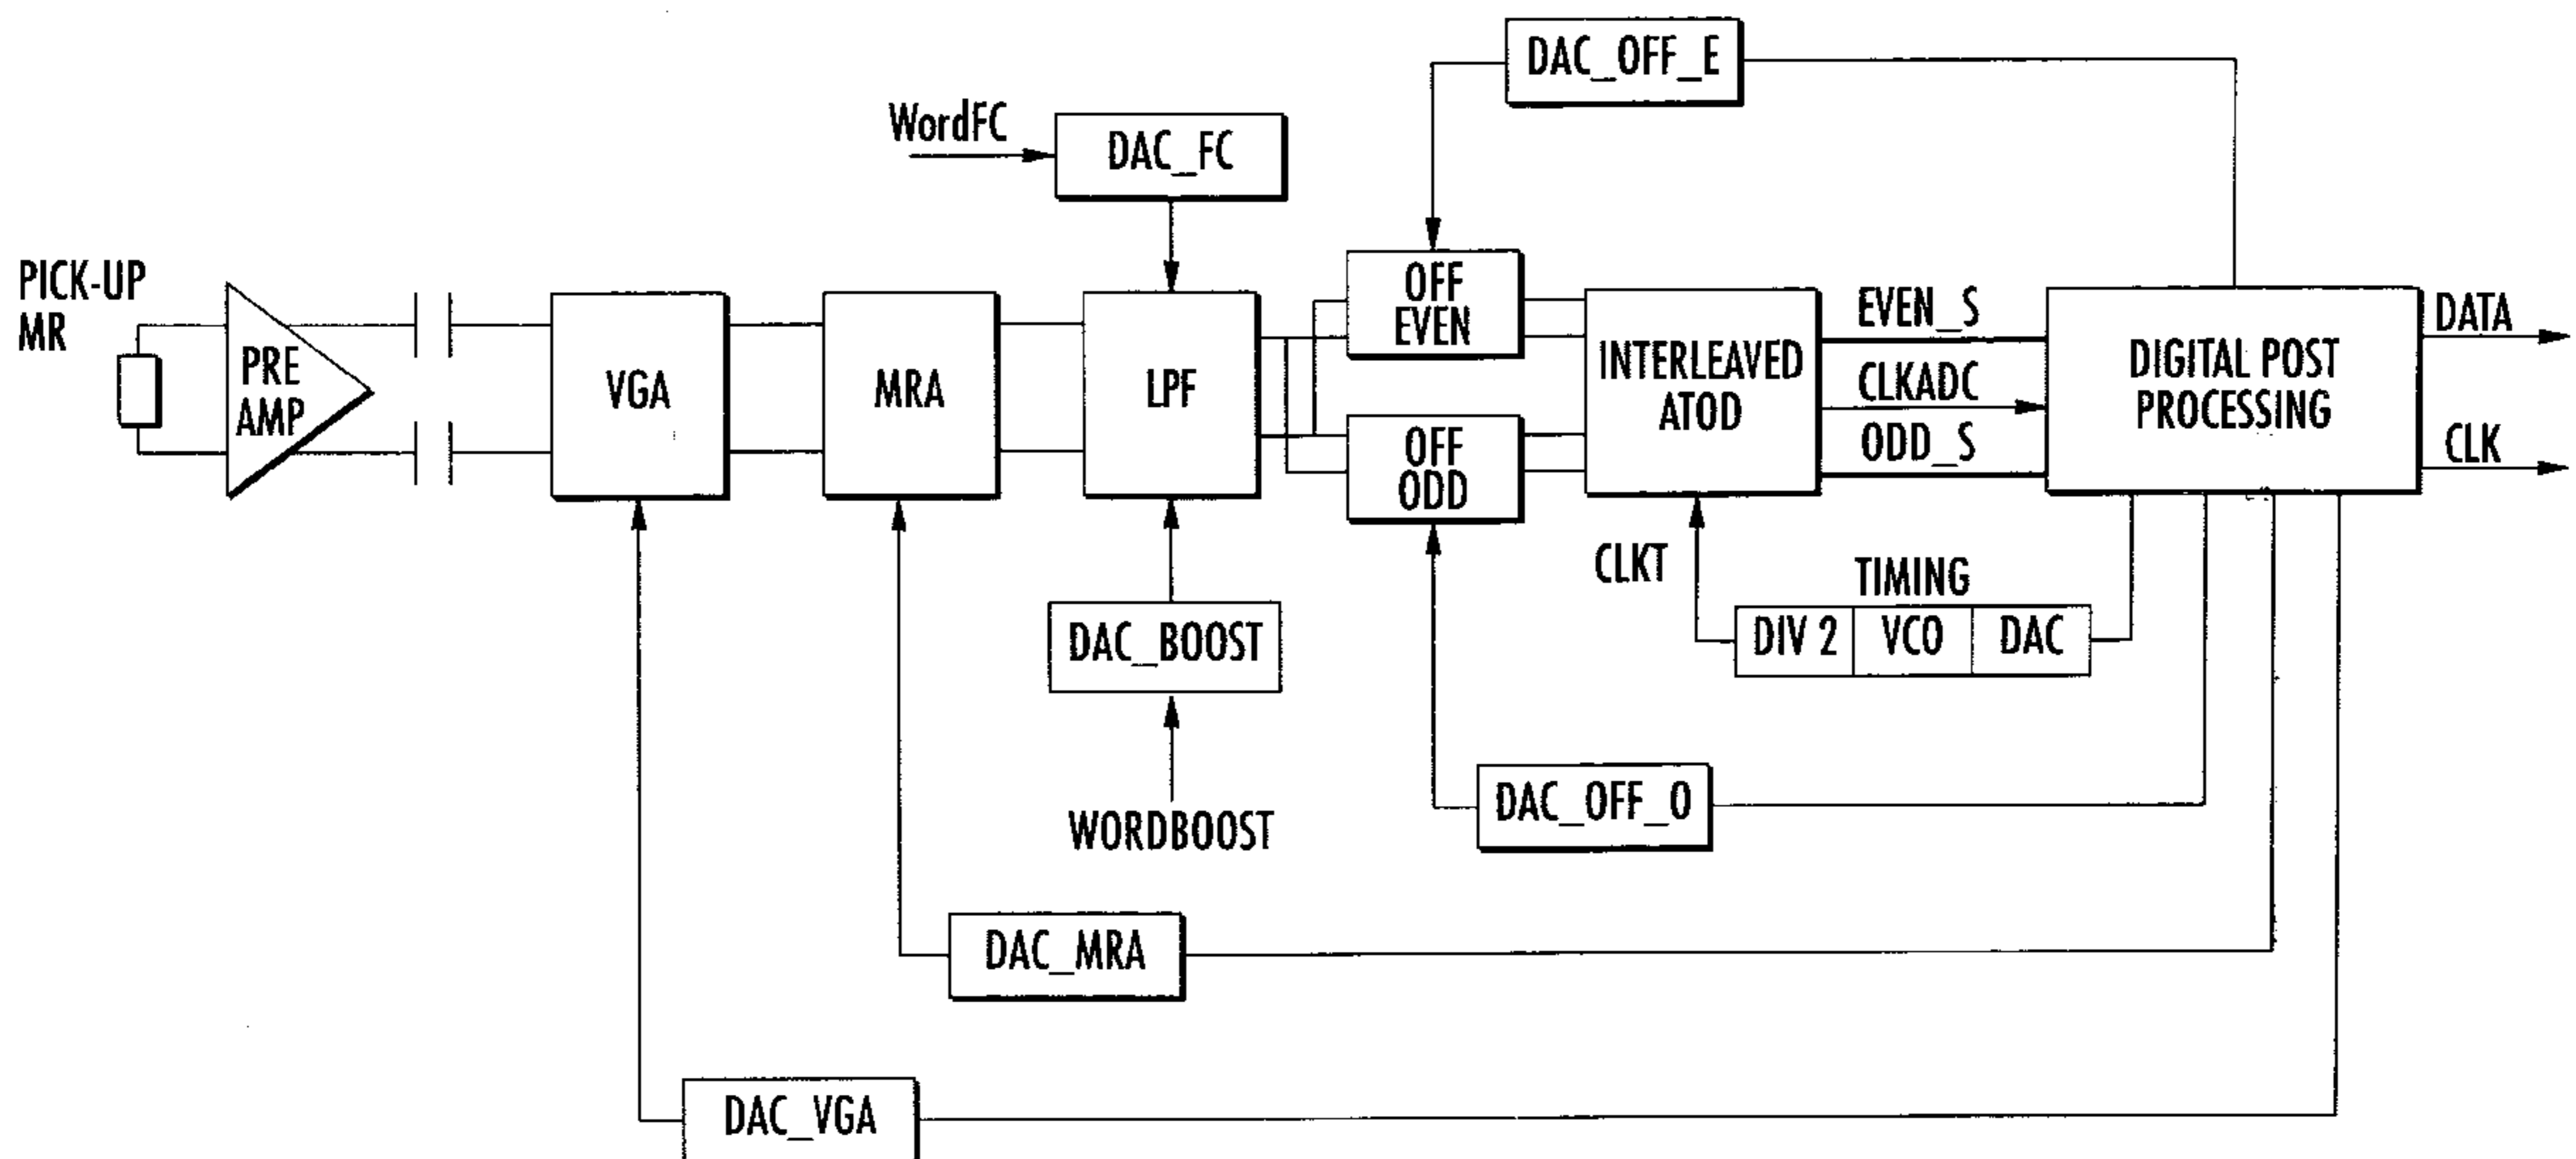 DAC_OFF_E
WordFC
DAC_FC
PICK-UP
MR
PRE
AMP
VGA
MRA
LPF
OFF
EVEN
OFF
ODD
INTERLEAVED
ATOD
EVEN_S
CLKADC
ODD_S
DIGITAL POST
PROCESSING
DATA
CLK
CLKT
TIMING
DIV 2
VCO
DAC
DAC_BOOST
WORDBOOST
DAC_OFF_O
DAC_MRA
DAC_VGA